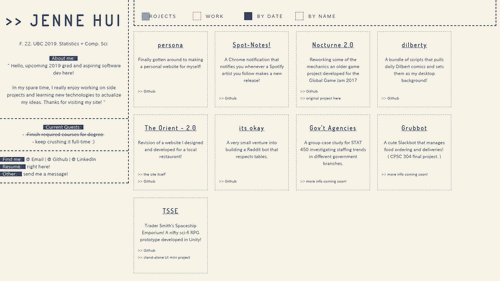 >> JENNE HUI
F. 22. UBC 2018. Statistics + Comp. Sci
About me:
" Hello, upcoming 2018 grad and aspiring software
dev here!
In my spare time, I really enjoy working on side
projects and learning new technologies to actualize
my ideas. Thanks for visiting my site! "
Current Quests:
- Finish required courses for degree.
- keep crushing it full-time :)
Find me: @ Email | @ Github | @ LinkedIn
Resume: right here!
Other: send me a message!
PROJECTS WORK BY DATE BY NAME
persona
Finally gotten around to making
a personal website for myself!
>> Github
Spot-Notes!
A Chrome notification that
notifies you whenever a Spotify
artist you follow makes a new
release!
>> Github
Nocturne 2.0
Reworking some of the
mechanics an older game
project developed for the
Global Game Jam 2017
>> Github
>> original project here
dilberty
A bundle of scripts that pulls
daily Dilbert comics and sets
them as my desktop
background!
>> Github
The Orient - 2.0
Revision of a website I designed
and developed for a local
restaurant!
>> the site itself
>> Github
its okay
A very small venture into
building a Reddit bot that
respects tables.
>> Github
Gov't Agencies
A group case study for STAT
450 investigating staffing trends
in different government
branches.
>> more info coming soon!
Grubbot
A cute Slackbot that manages
food ordering and deliveries!
( CPSC 304 final project. )
>> more info coming soon!
TSSE
Trader Smith's Spaceship
Emporium! A nifty sci-fi RPG
prototype developed in Unity!
>> Github
>> standalone UI mini project